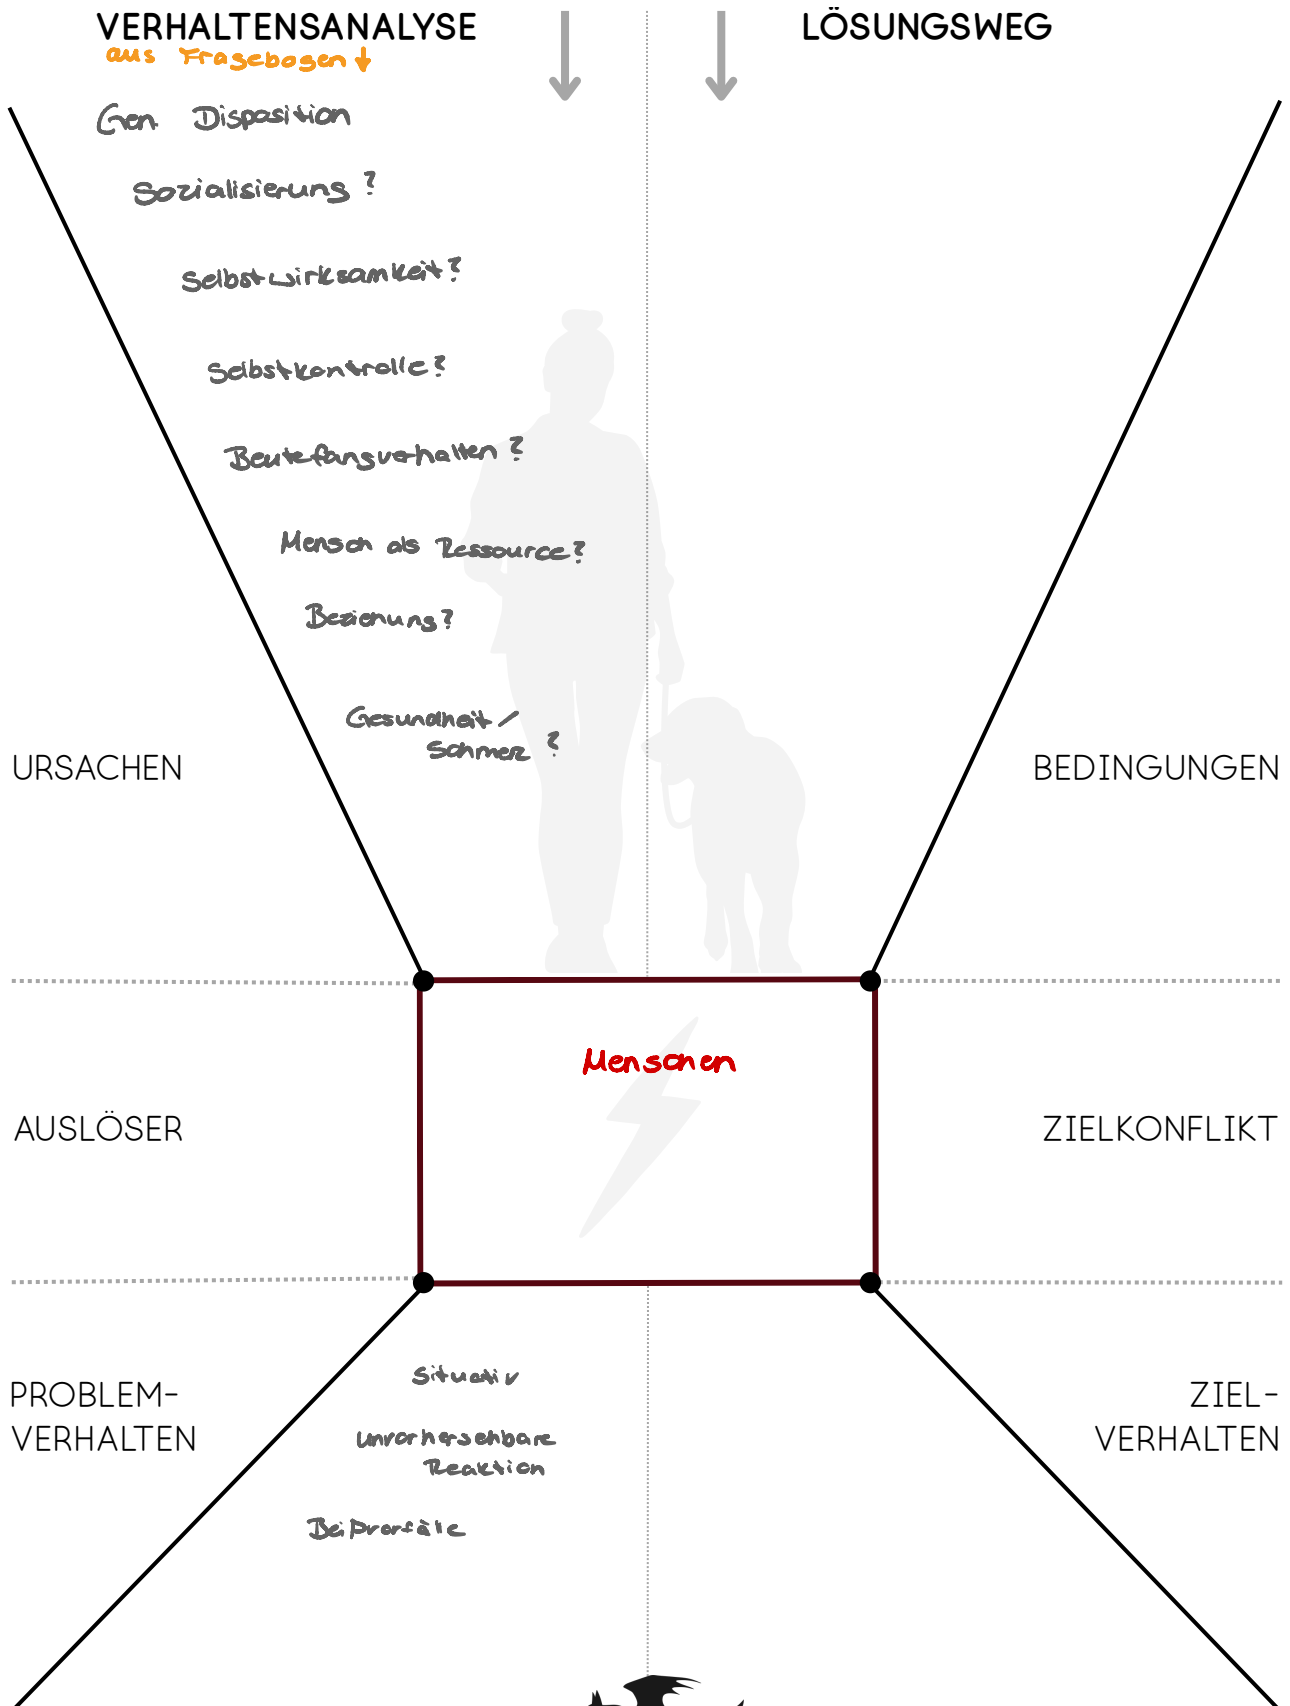 VERHALTENSANALYSE
LÖSUNGSWEG
aus Fragebogen
Gen. Disposition
Sozialisierung ?
Selbstwirksamkeit ?
Selbstkontrolle ?
Beutefangverhalten ?
Mensch als Ressource ?
Beziehung ?
Gesundheit /
Schmerz ?
URSACHEN
BEDINGUNGEN
Menschen
AUSLÖSER
ZIELKONFLIKT
Situativ
PROBLEM-
VERHALTEN
ZIEL-
VERHALTEN
unvorhersehbare
Reaktion
Beißvorfälle